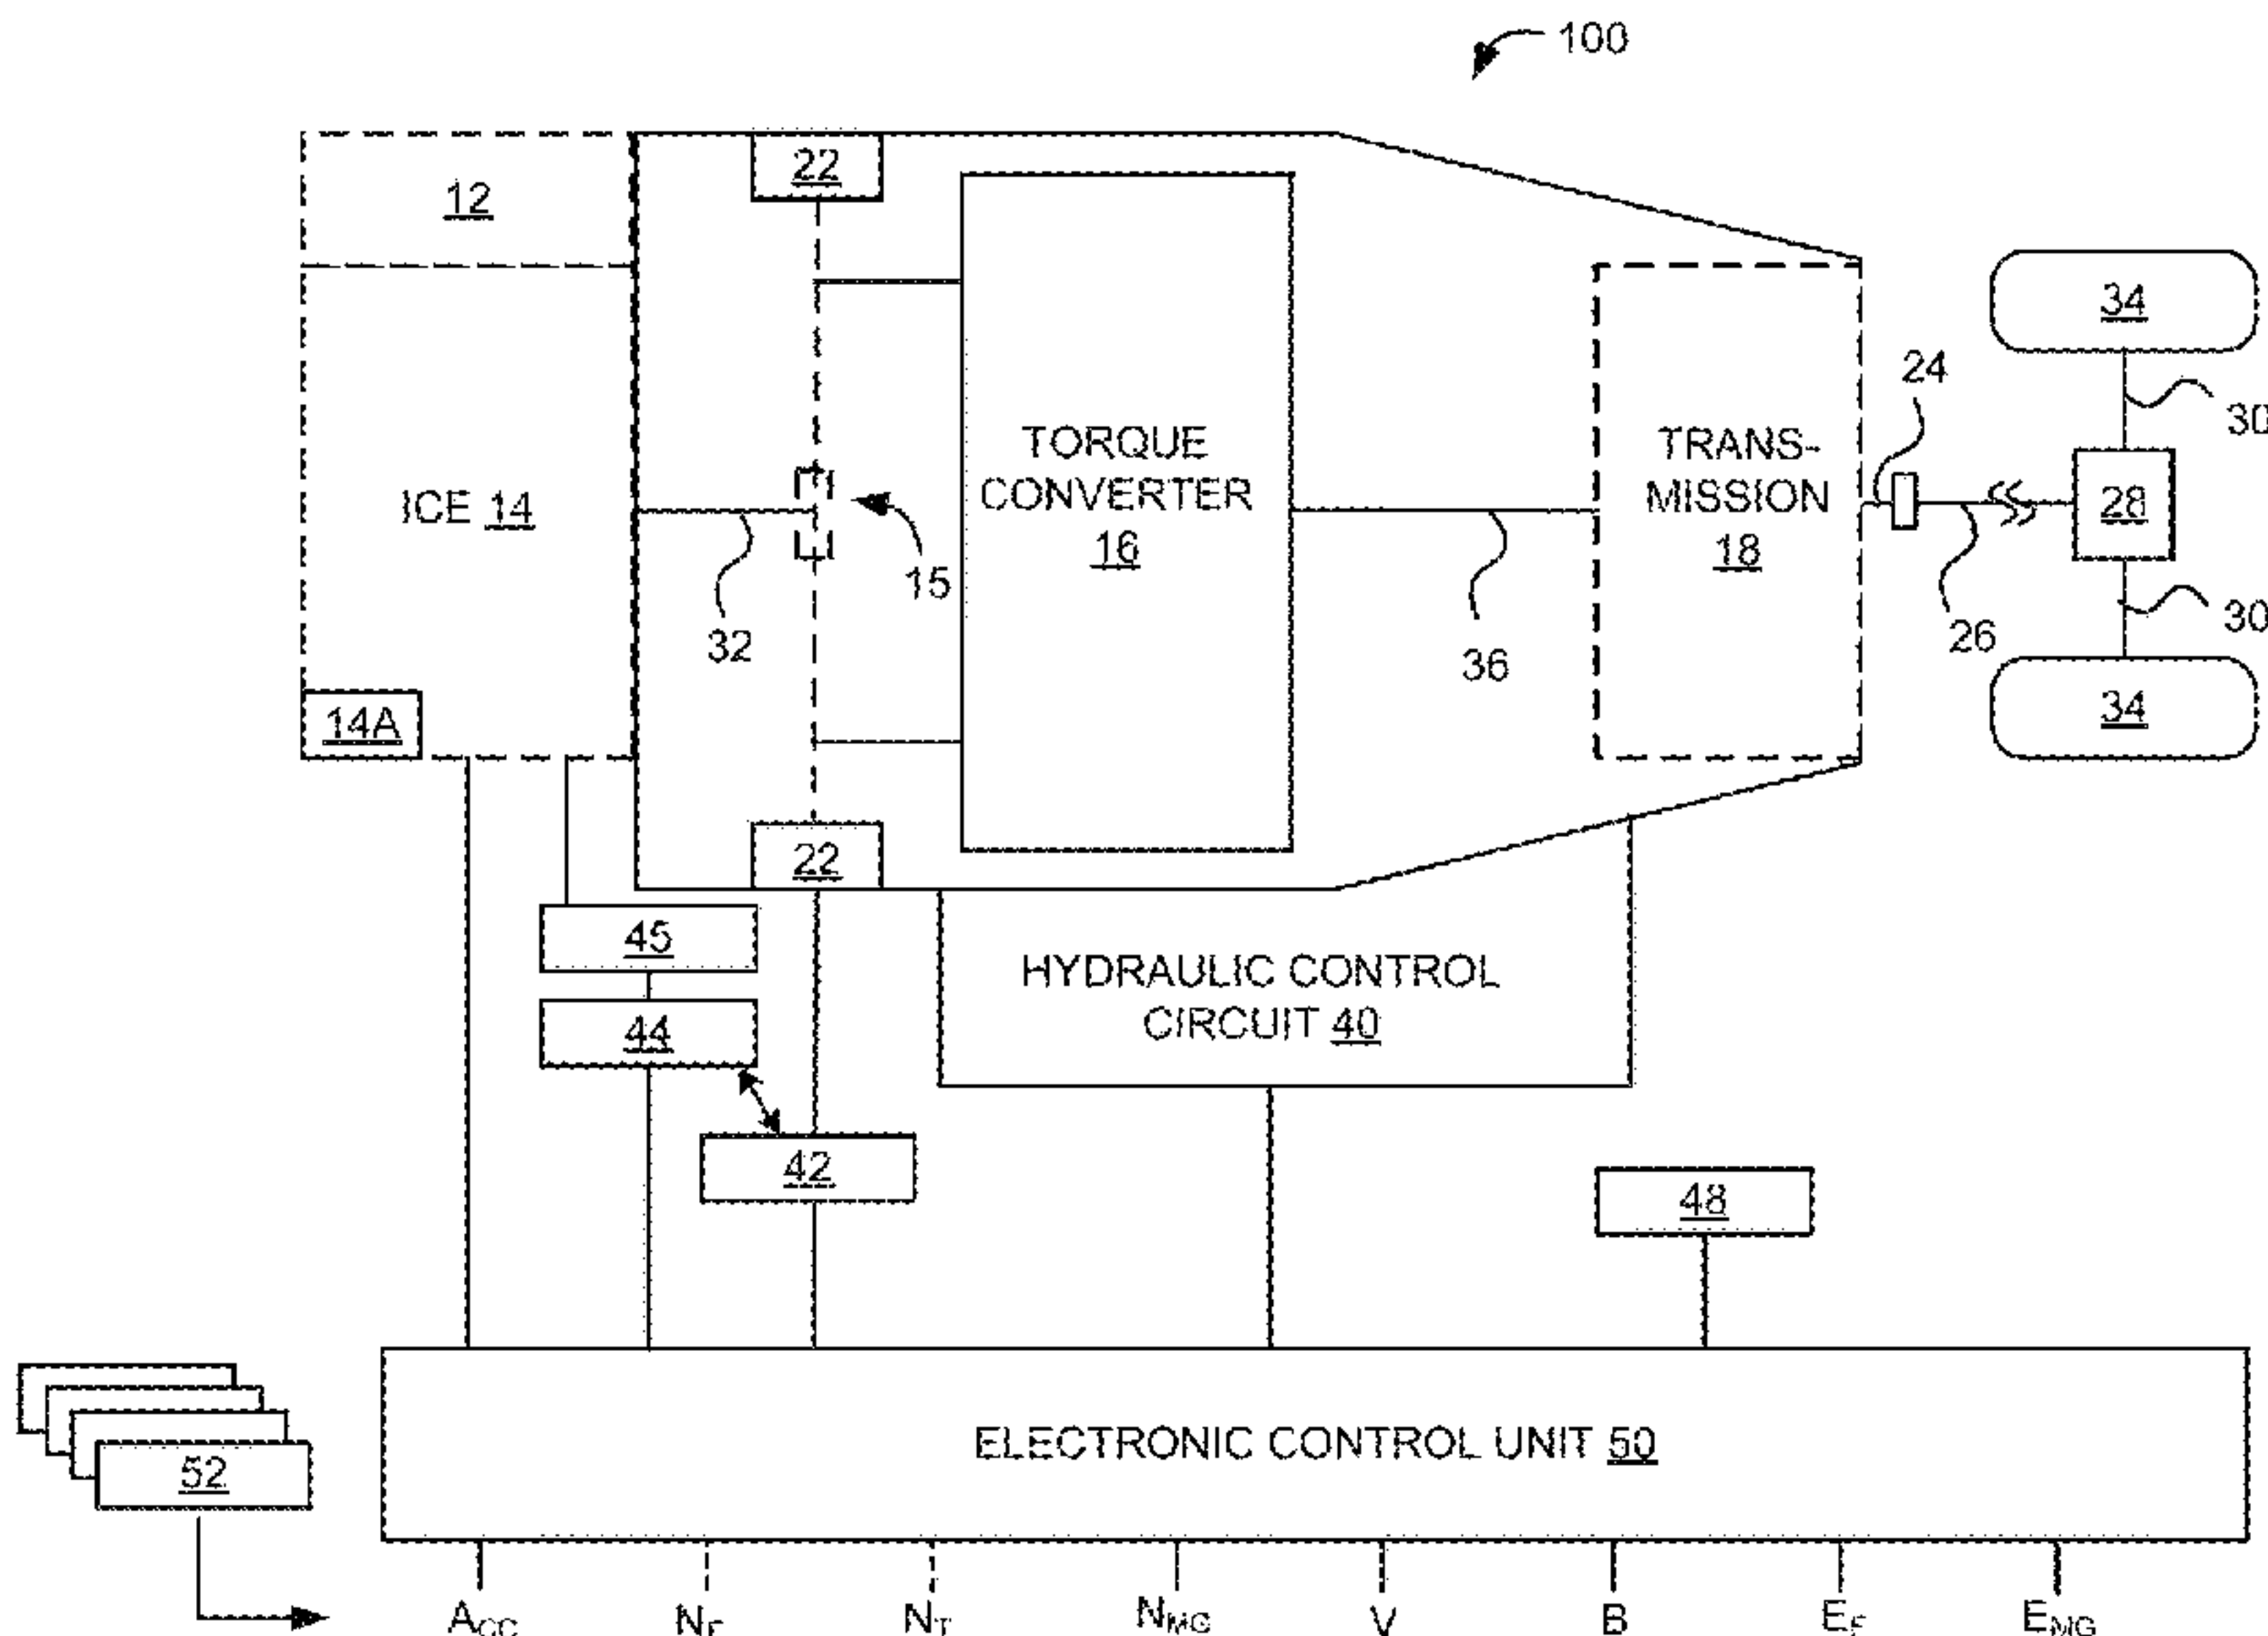 100
12
22
34
24
30
ICE 14
TORQUE
CONVERTER
16
TRANS-
MISSION
18
28
15
32
36
26
30
14A
34
22
45
HYDRAULIC CONTROL
CIRCUIT 40
44
42
48
ELECTRONIC CONTROL UNIT 50
52
ACC NE NT NMG V B EF EMG